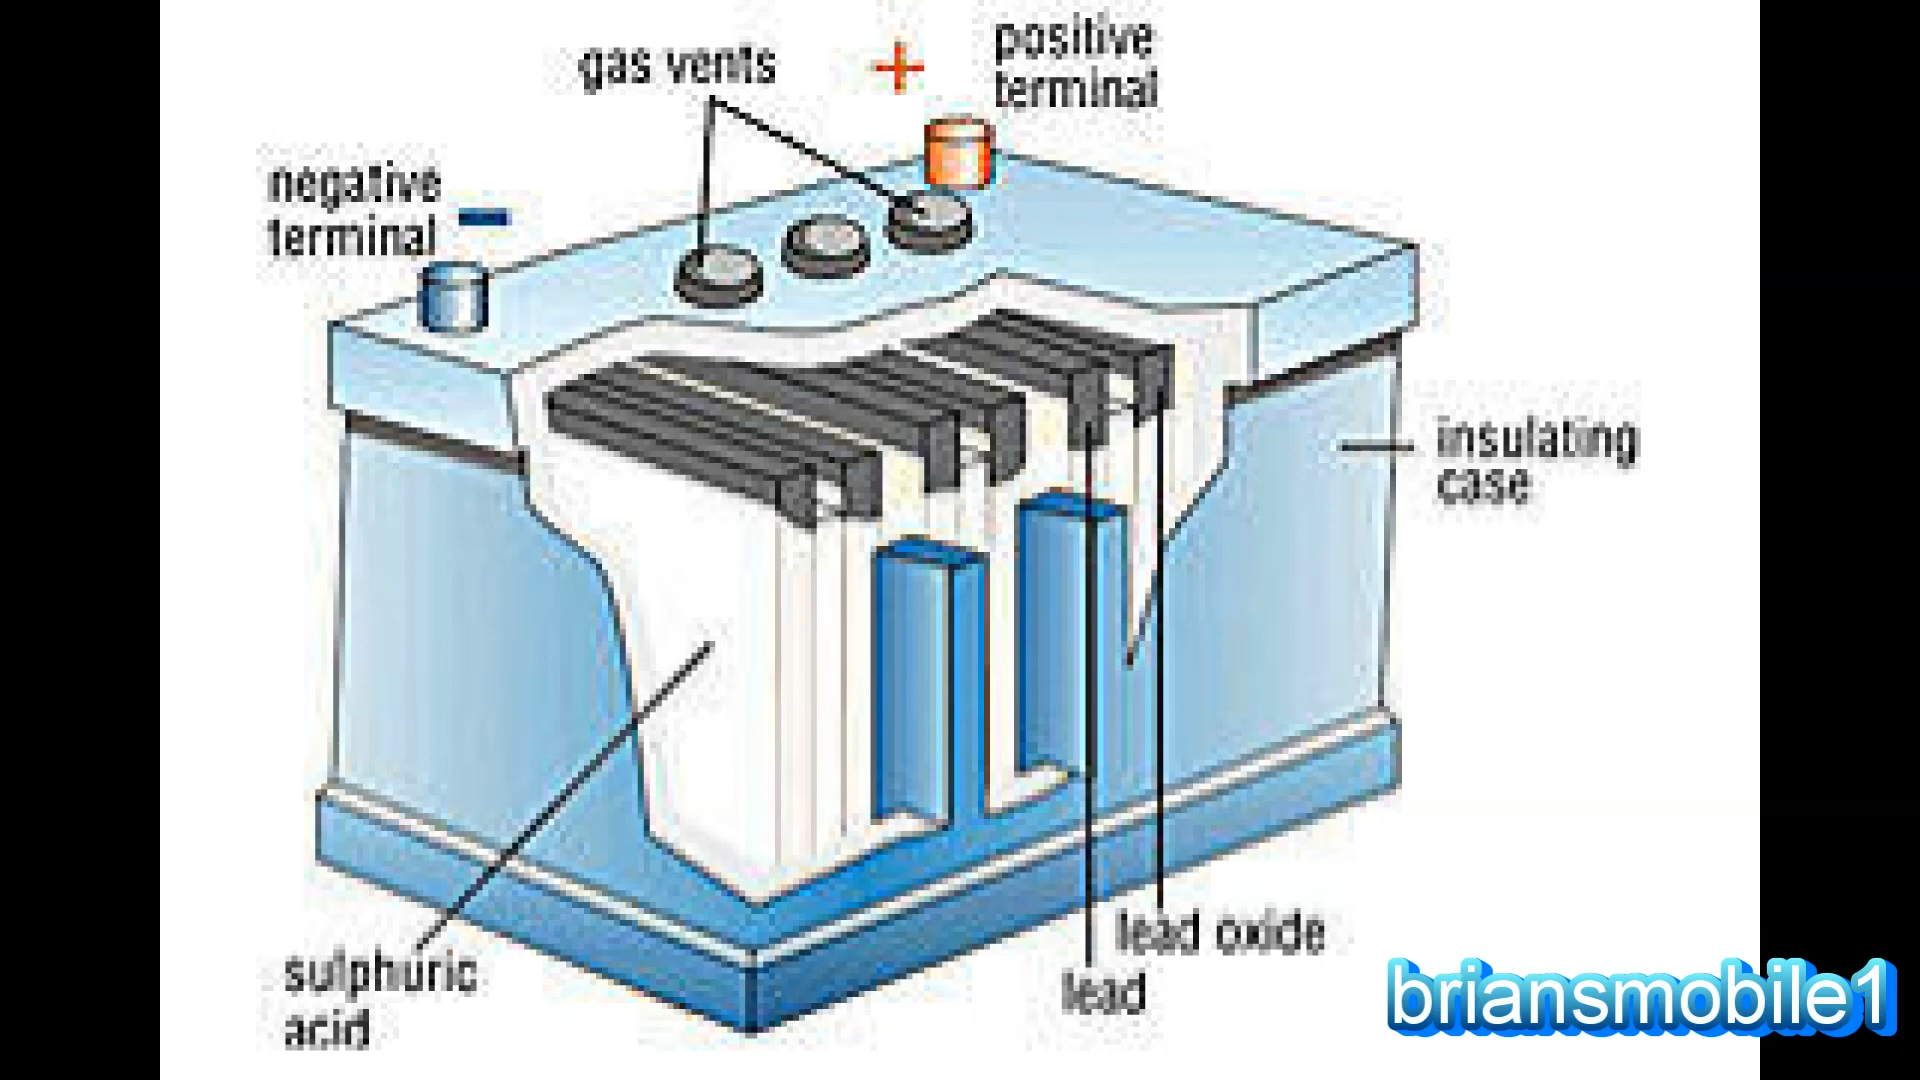 gas vents
+
positive
terminal
negative
terminal
insulating
case
lead oxide
lead
sulphuric
acid
briansmobile1